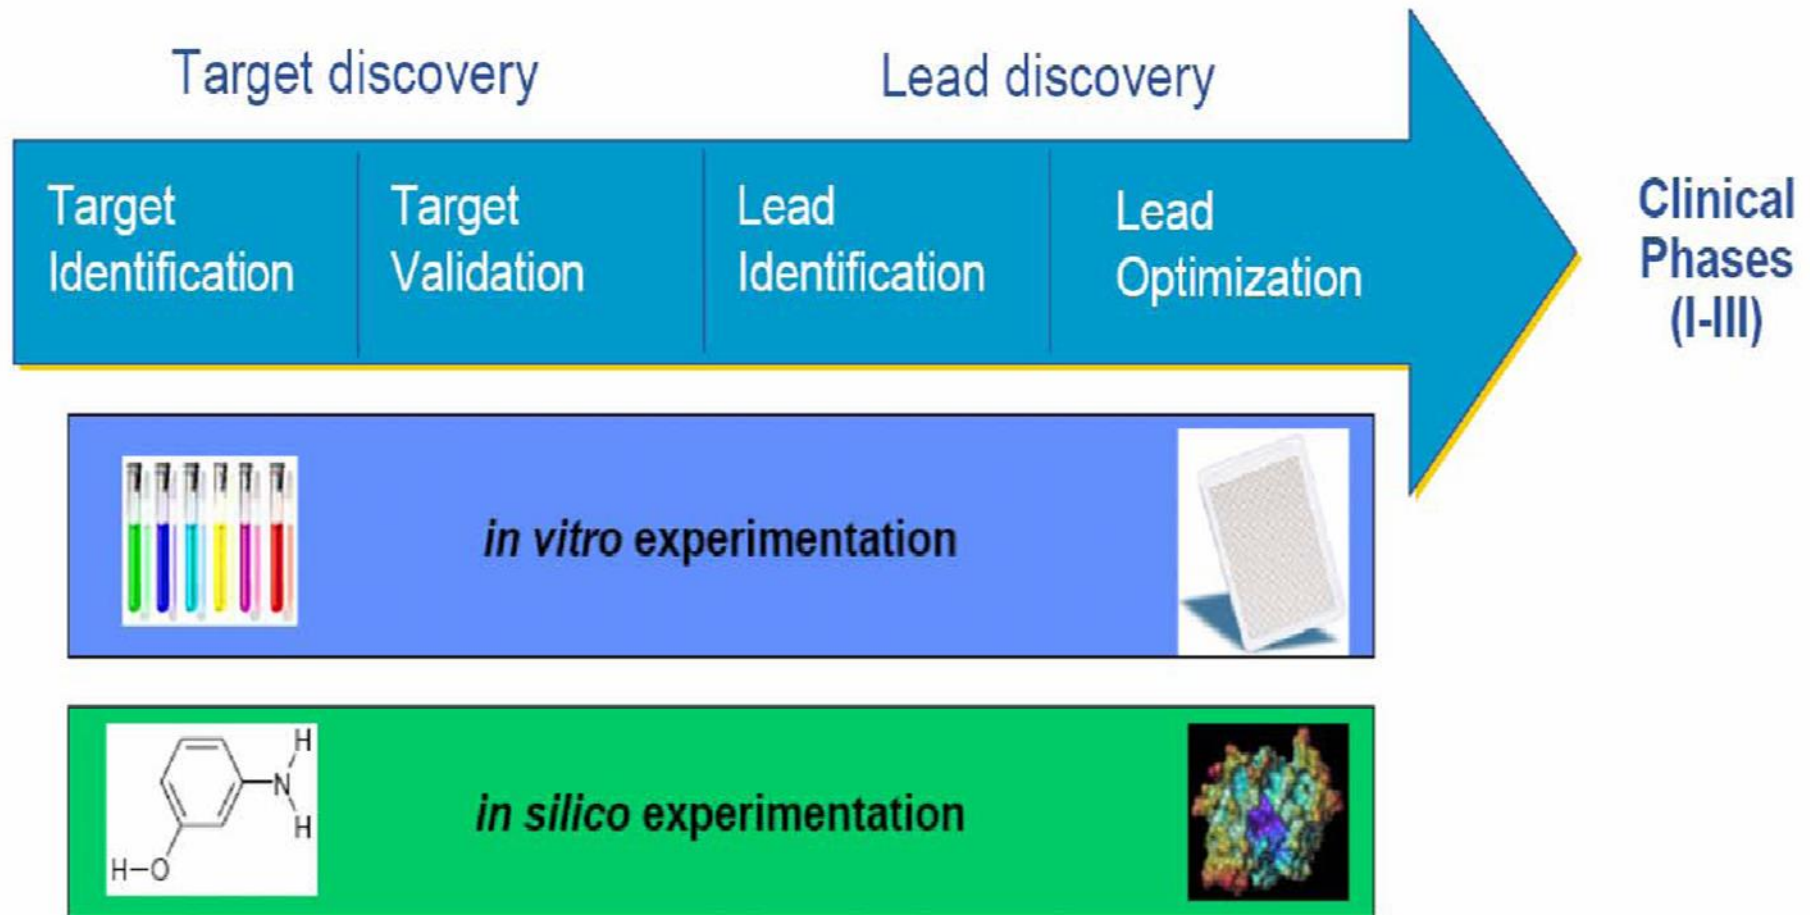 Target discovery
Lead discovery
Target
Identification
Target
Validation
Lead
Identification
Lead
Optimization
Clinical
Phases
(I-III)
in vitro experimentation
H
N
H
H-O
in silico experimentation